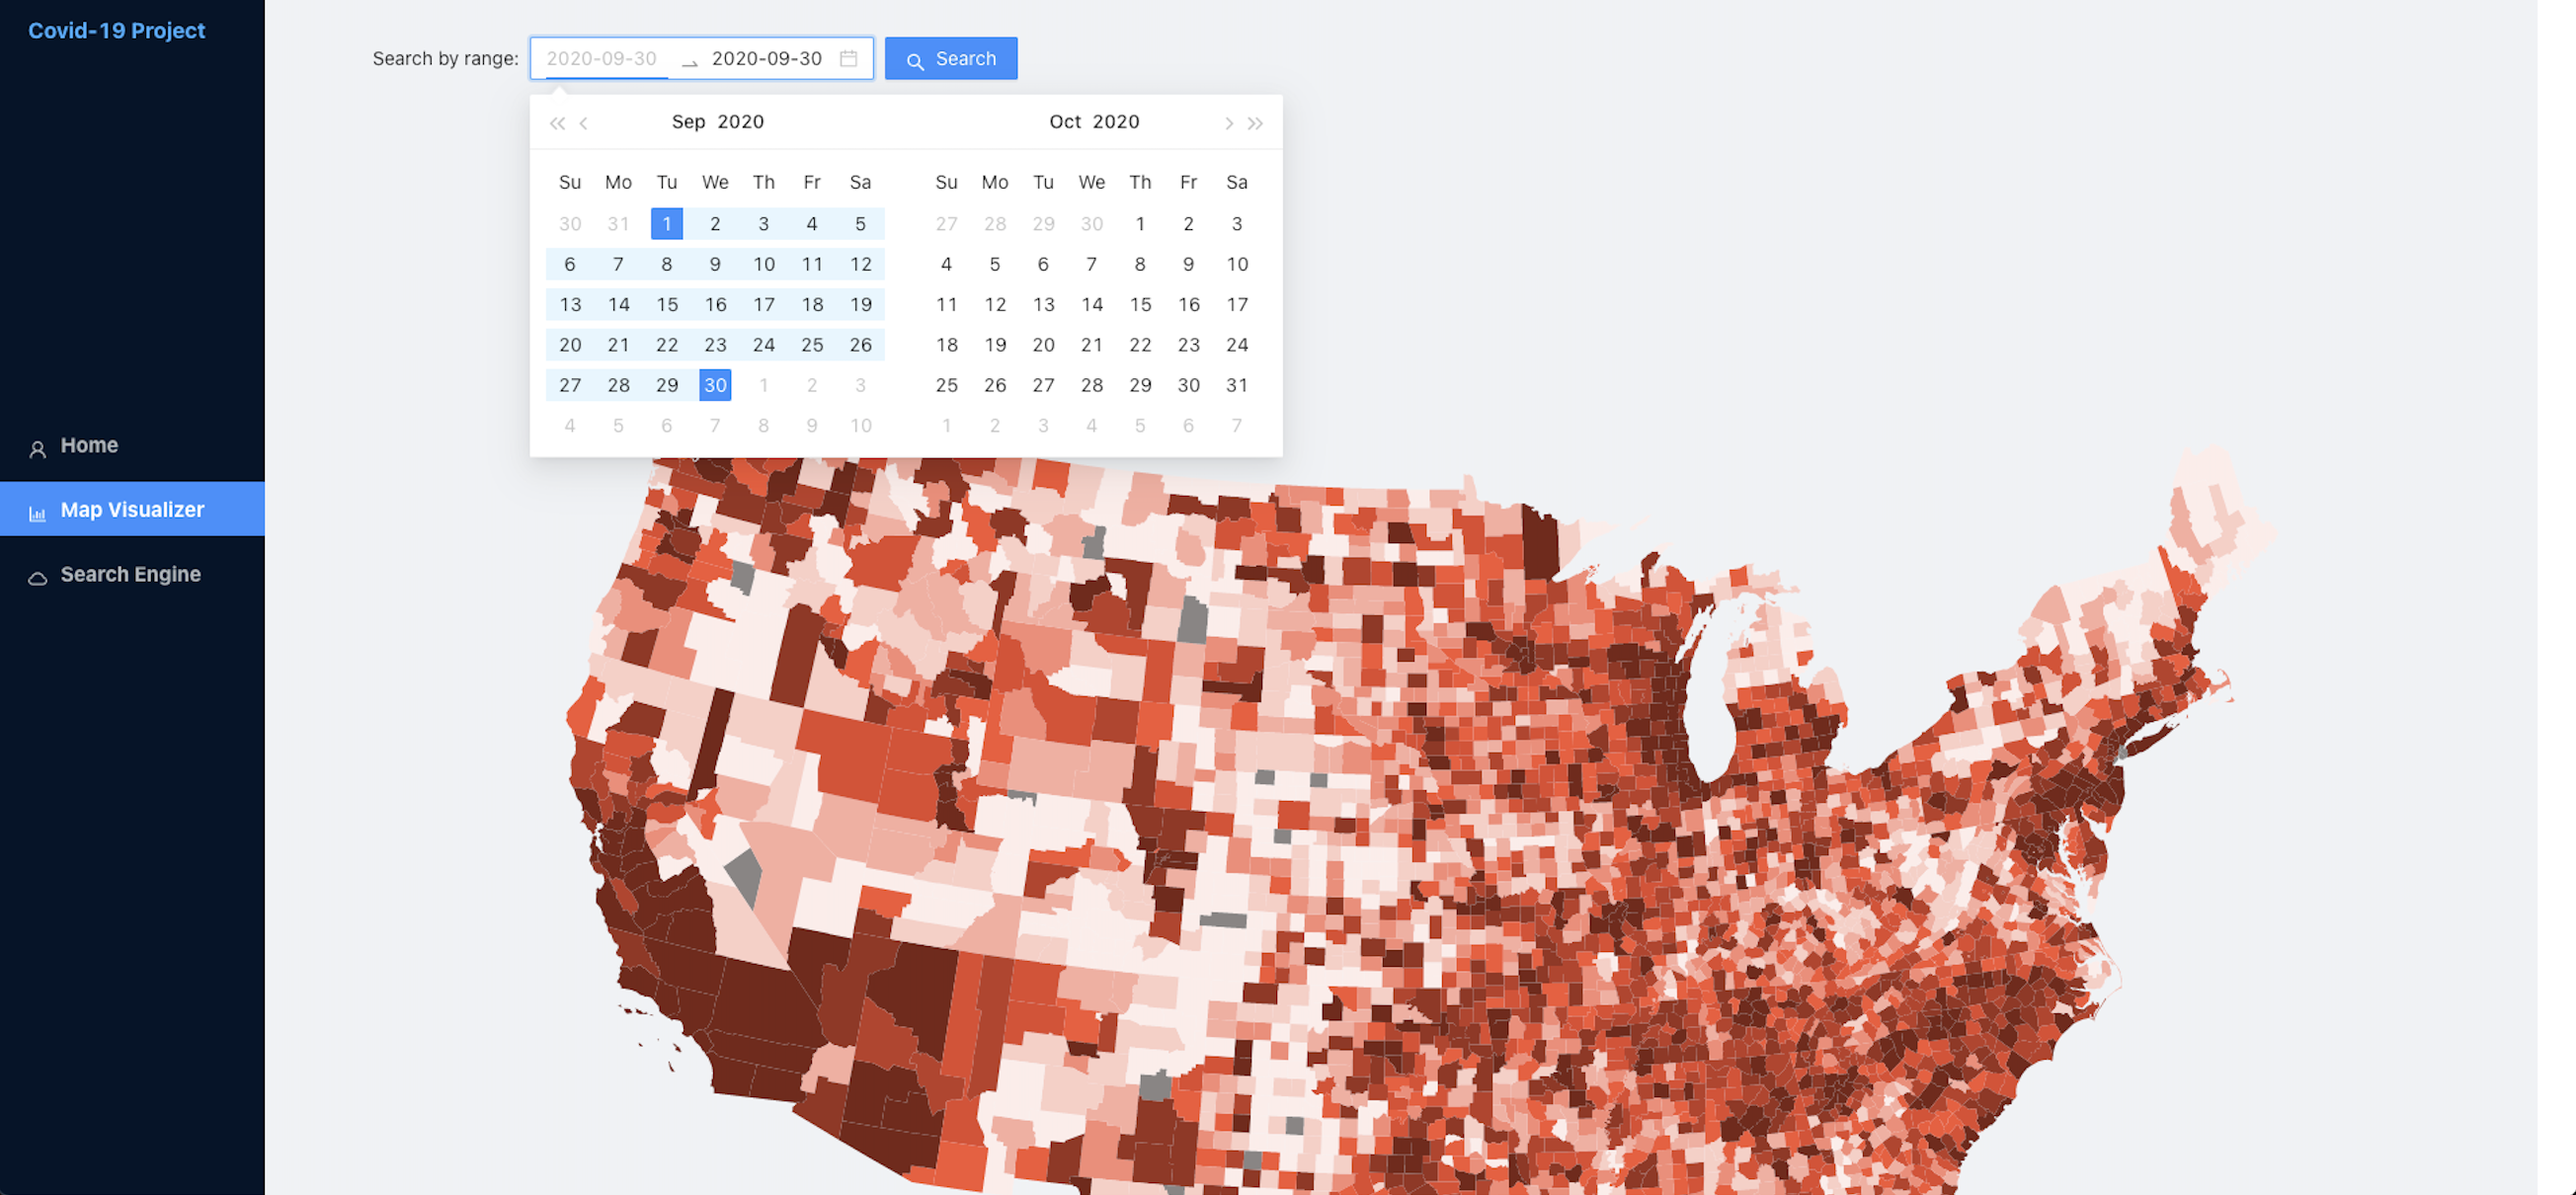 Covid-19 Project
Home
Map Visualizer
Search Engine
Search by range: 2020-09-30 2020-09-30 Search
Sep 2020 Oct 2020
Su Mo Tu We Th Fr Sa Su Mo Tu We Th Fr Sa
30 31 1 2 3 4 5 27 28 29 30 1 2 3
6 7 8 9 10 11 12 4 5 6 7 8 9 10
13 14 15 16 17 18 19 11 12 13 14 15 16 17
20 21 22 23 24 25 26 18 19 20 21 22 23 24
27 28 29 30 1 2 3 25 26 27 28 29 30 31
4 5 6 7 8 9 10 1 2 3 4 5 6 7